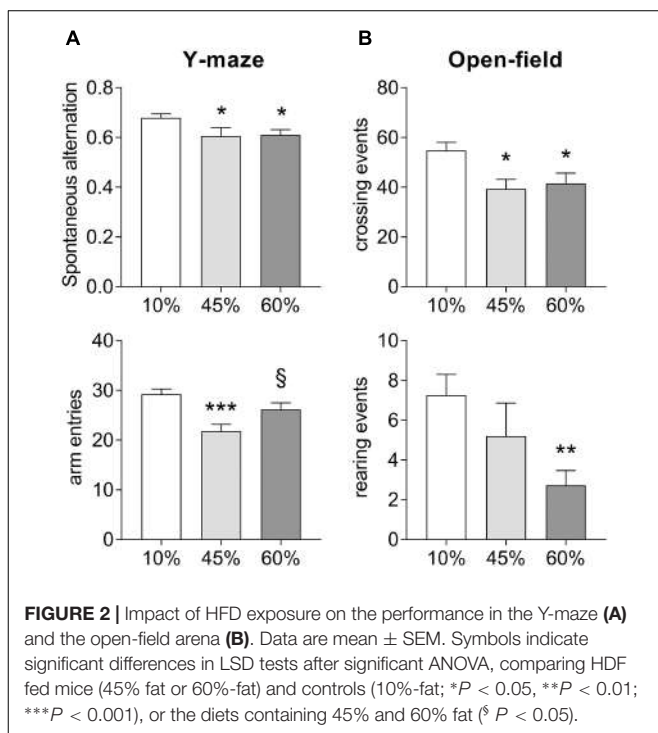 A
B
Y-maze
Open-field
Spontaneous alternation
0.8
0.6
0.4
0.2
0.0
* *
10% 45% 60%
crossing events
80
60
40
20
0
* *
10% 45% 60%
arm entries
40
30
20
10
0
*** §
10% 45% 60%
rearing events
8
6
4
2
0
**
10% 45% 60%
FIGURE 2 | Impact of HFD exposure on the performance in the Y-maze (A)
and the open-field arena (B). Data are mean ± SEM. Symbols indicate
significant differences in LSD tests after significant ANOVA, comparing HDF
fed mice (45% fat or 60%-fat) and controls (10%-fat; *P < 0.05, **P < 0.01;
***P < 0.001), or the diets containing 45% and 60% fat (§ P < 0.05).